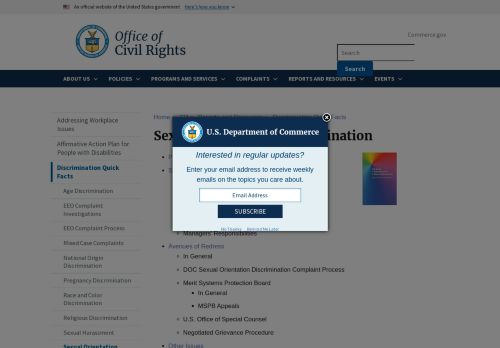 An official website of the United States government Here's how you know
Office of
Civil Rights
Commerce.gov
Search
Search
ABOUT US
POLICIES
PROGRAMS AND SERVICES
COMPLAINTS
REPORTS AND RESOURCES
EVENTS
Addressing Workplace
Issues
Affirmative Action Plan for
People with Disabilities
Discrimination Quick
Facts
Age Discrimination
EEO Complaint
Investigations
EEO Complaint Process
Mixed Case Complaints
National Origin
Discrimination
Pregnancy Discrimination
Race and Color
Discrimination
Religious Discrimination
Sexual Harassment
Sexual Orientation
Home
U.S. Department of Commerce
Interested in regular updates?
Enter your email address to receive weekly
emails on the topics you care about.
Email Address
SUBSCRIBE
No Thanks Remind Me Later
Managers' Responsibilities
Avenues of Redress
In General
DOC Sexual Orientation Discrimination Complaint Process
Merit Systems Protection Board
In General
MSPB Appeals
U.S. Office of Special Counsel
Negotiated Grievance Procedure
Other Issues